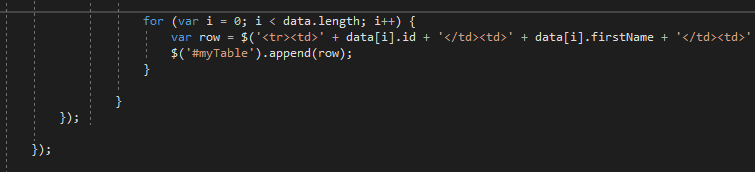 for (var i = 0; i < data.length; i++) {
var row = $('<tr><td>' + data[i].id + '</td><td>' + data[i].firstName + '</td><td>'
$('#myTable').append(row);
}
}
});
});